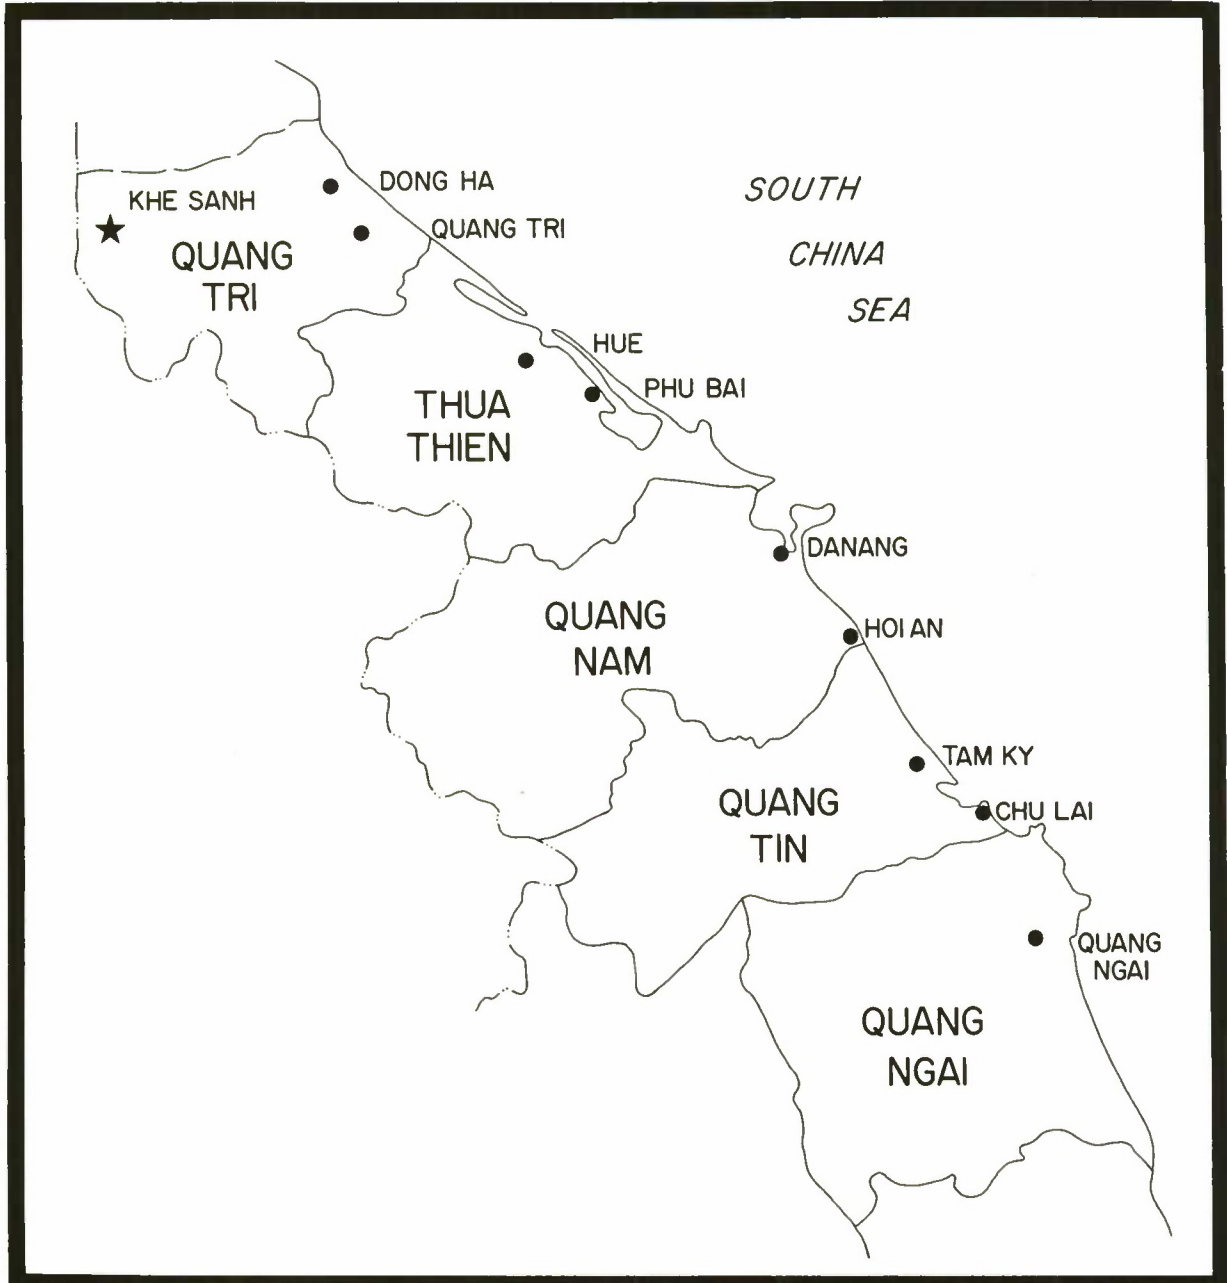 DONG HA
SOUTH
KHE SANH
QUANG TRI
QUANG
TRI
CHINA
SEA
HUE
PHU BAI
THUA
THIEN
DANANG
QUANG
NAM
HOI AN
TAM KY
QUANG
TIN
CHU LAI
QUANG
NGAI
QUANG
NGAI